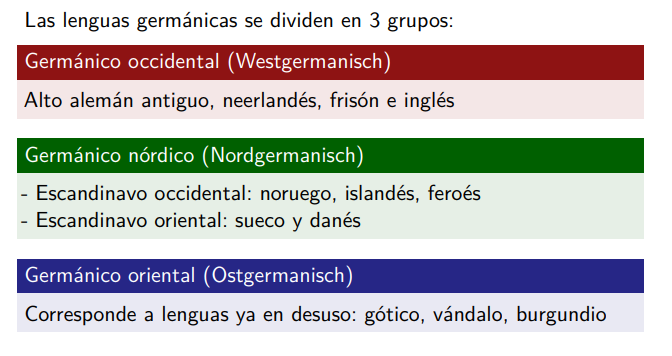 Las lenguas germánicas se dividen en 3 grupos:
Germánico occidental (Westgermanisch)
Alto alemán antiguo, neerlandés, frisón e inglés
Germánico nórdico (Nordgermanisch)
- Escandinavo occidental: noruego, islandés, feroés
- Escandinavo oriental: sueco y danés
Germánico oriental (Ostgermanisch)
Corresponde a lenguas ya en desuso: gótico, vándalo, burgundio